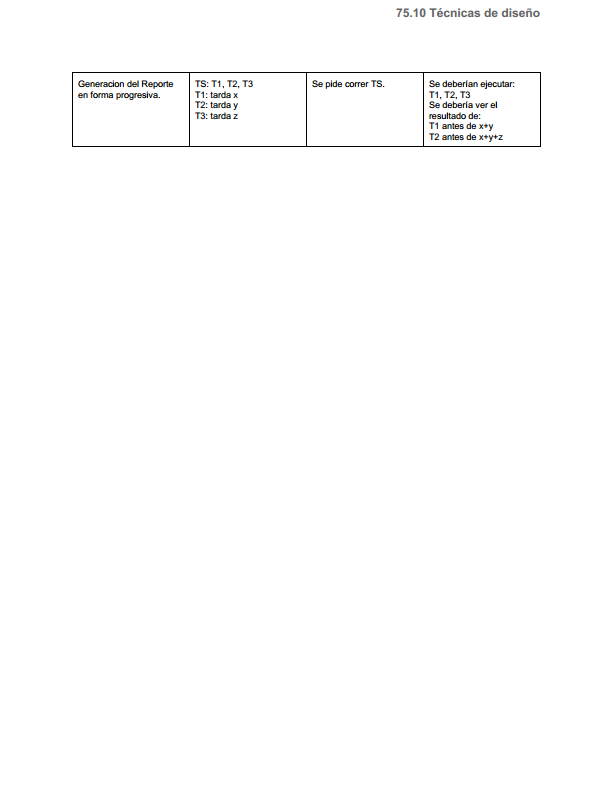 75.10 Técnicas de diseño
Generacion del Reporte
en forma progresiva.
TS: T1, T2, T3
T1: tarda x
T2: tarda y
T3: tarda z
Se pide correr TS.
Se deberían ejecutar:
T1, T2, T3
Se debería ver el
resultado de:
T1 antes de x+y
T2 antes de x+y+z